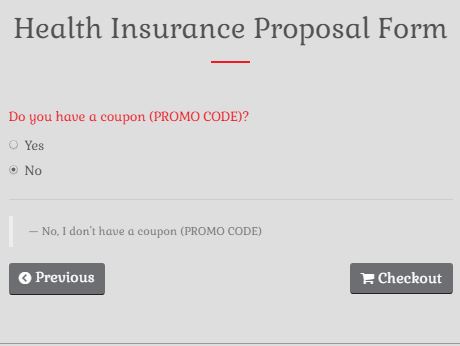 Health Insurance Proposal Form
Do you have a coupon (PROMO CODE)?
Yes
No
— No, I don't have a coupon (PROMO CODE)
Previous
Checkout